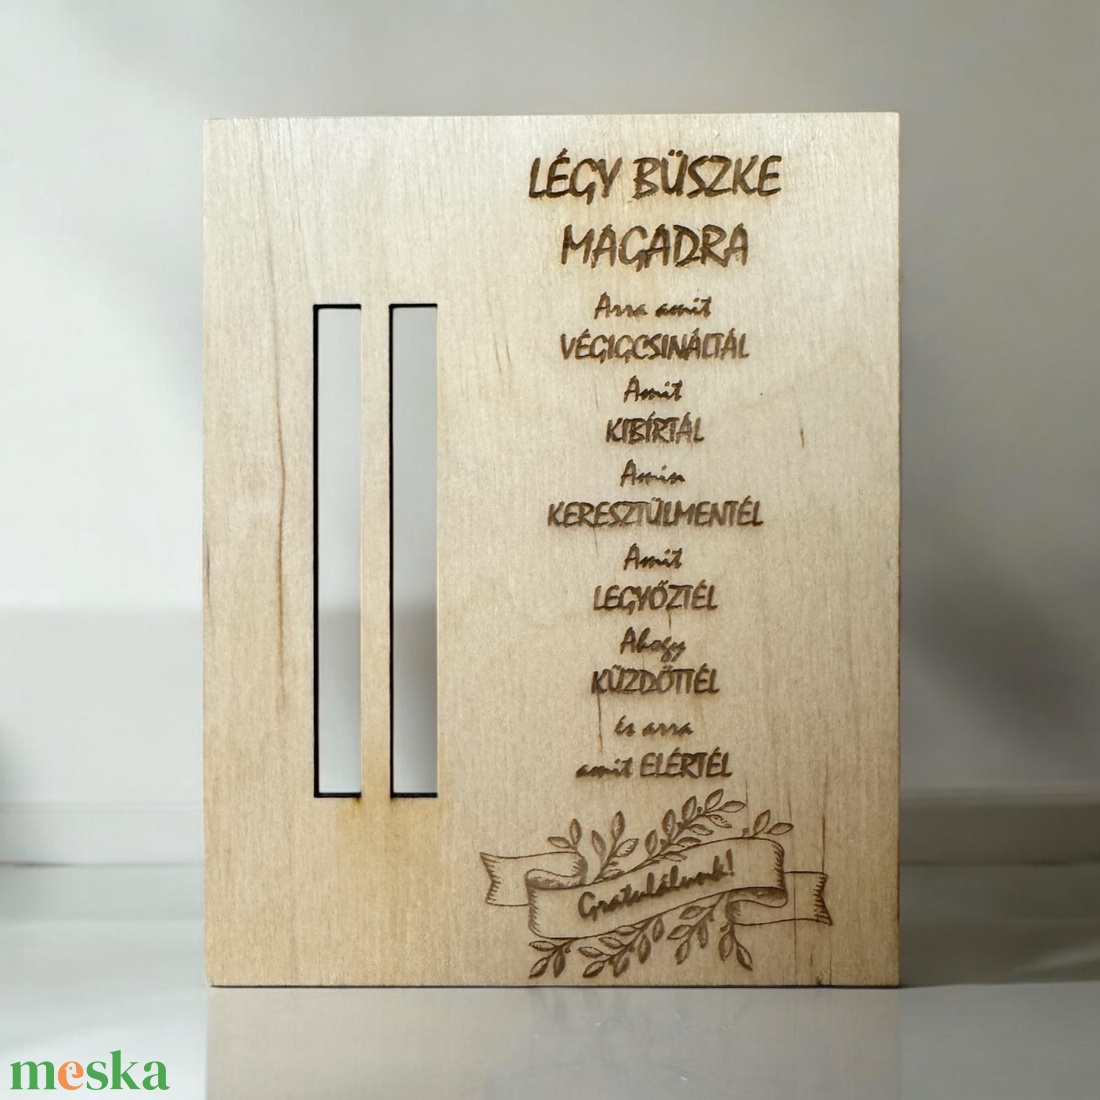 LÉGY BÜSZKE
MAGADRA
Arra amit
VÉGIGCSINÁLTÁL
Amit
KIBÍRTÁL
Amin
KERESZTÜLMENTÉL
Amit
LEGYŐZTÉL
Ahogy
KÜZDÖTTÉL
és arra
amit ELÉRTÉL
Gratulálunk!
meska